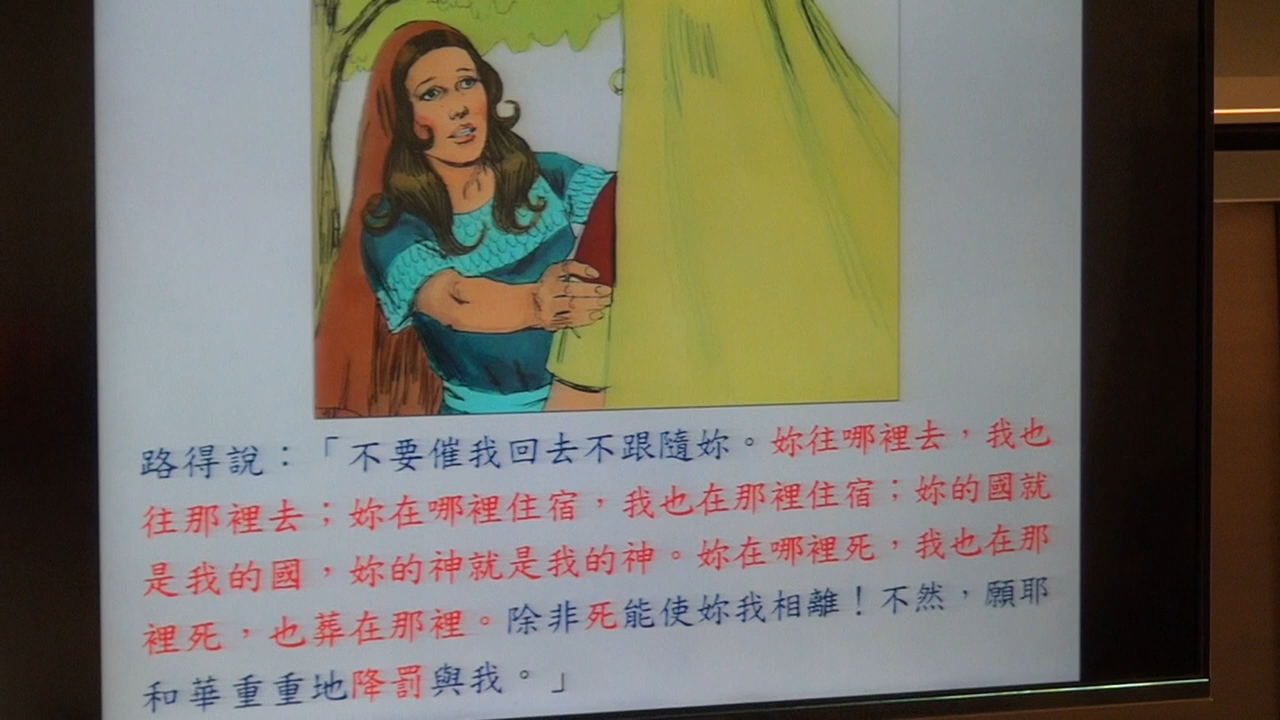 路得說：「不要催我回去不跟隨妳。妳往哪裡去，我也
往那裡去；妳在哪裡住宿，我也在那裡住宿；妳的國就
是我的國，妳的神就是我的神。妳在哪裡死，我也在那
裡死，也葬在那裡。除非死能使妳我相離！不然，願耶
和華重重地降罰與我。」